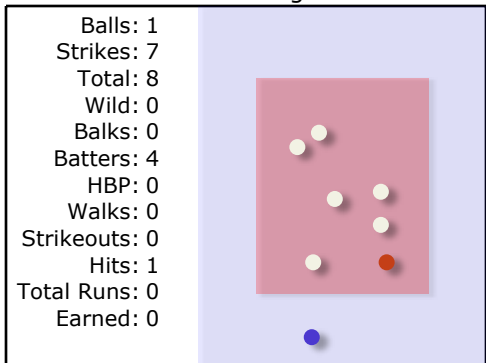 Balls: 1
Strikes: 7
Total: 8
Wild: 0
Balks: 0
Batters: 4
HBP: 0
Walks: 0
Strikeouts: 0
Hits: 1
Total Runs: 0
Earned: 0